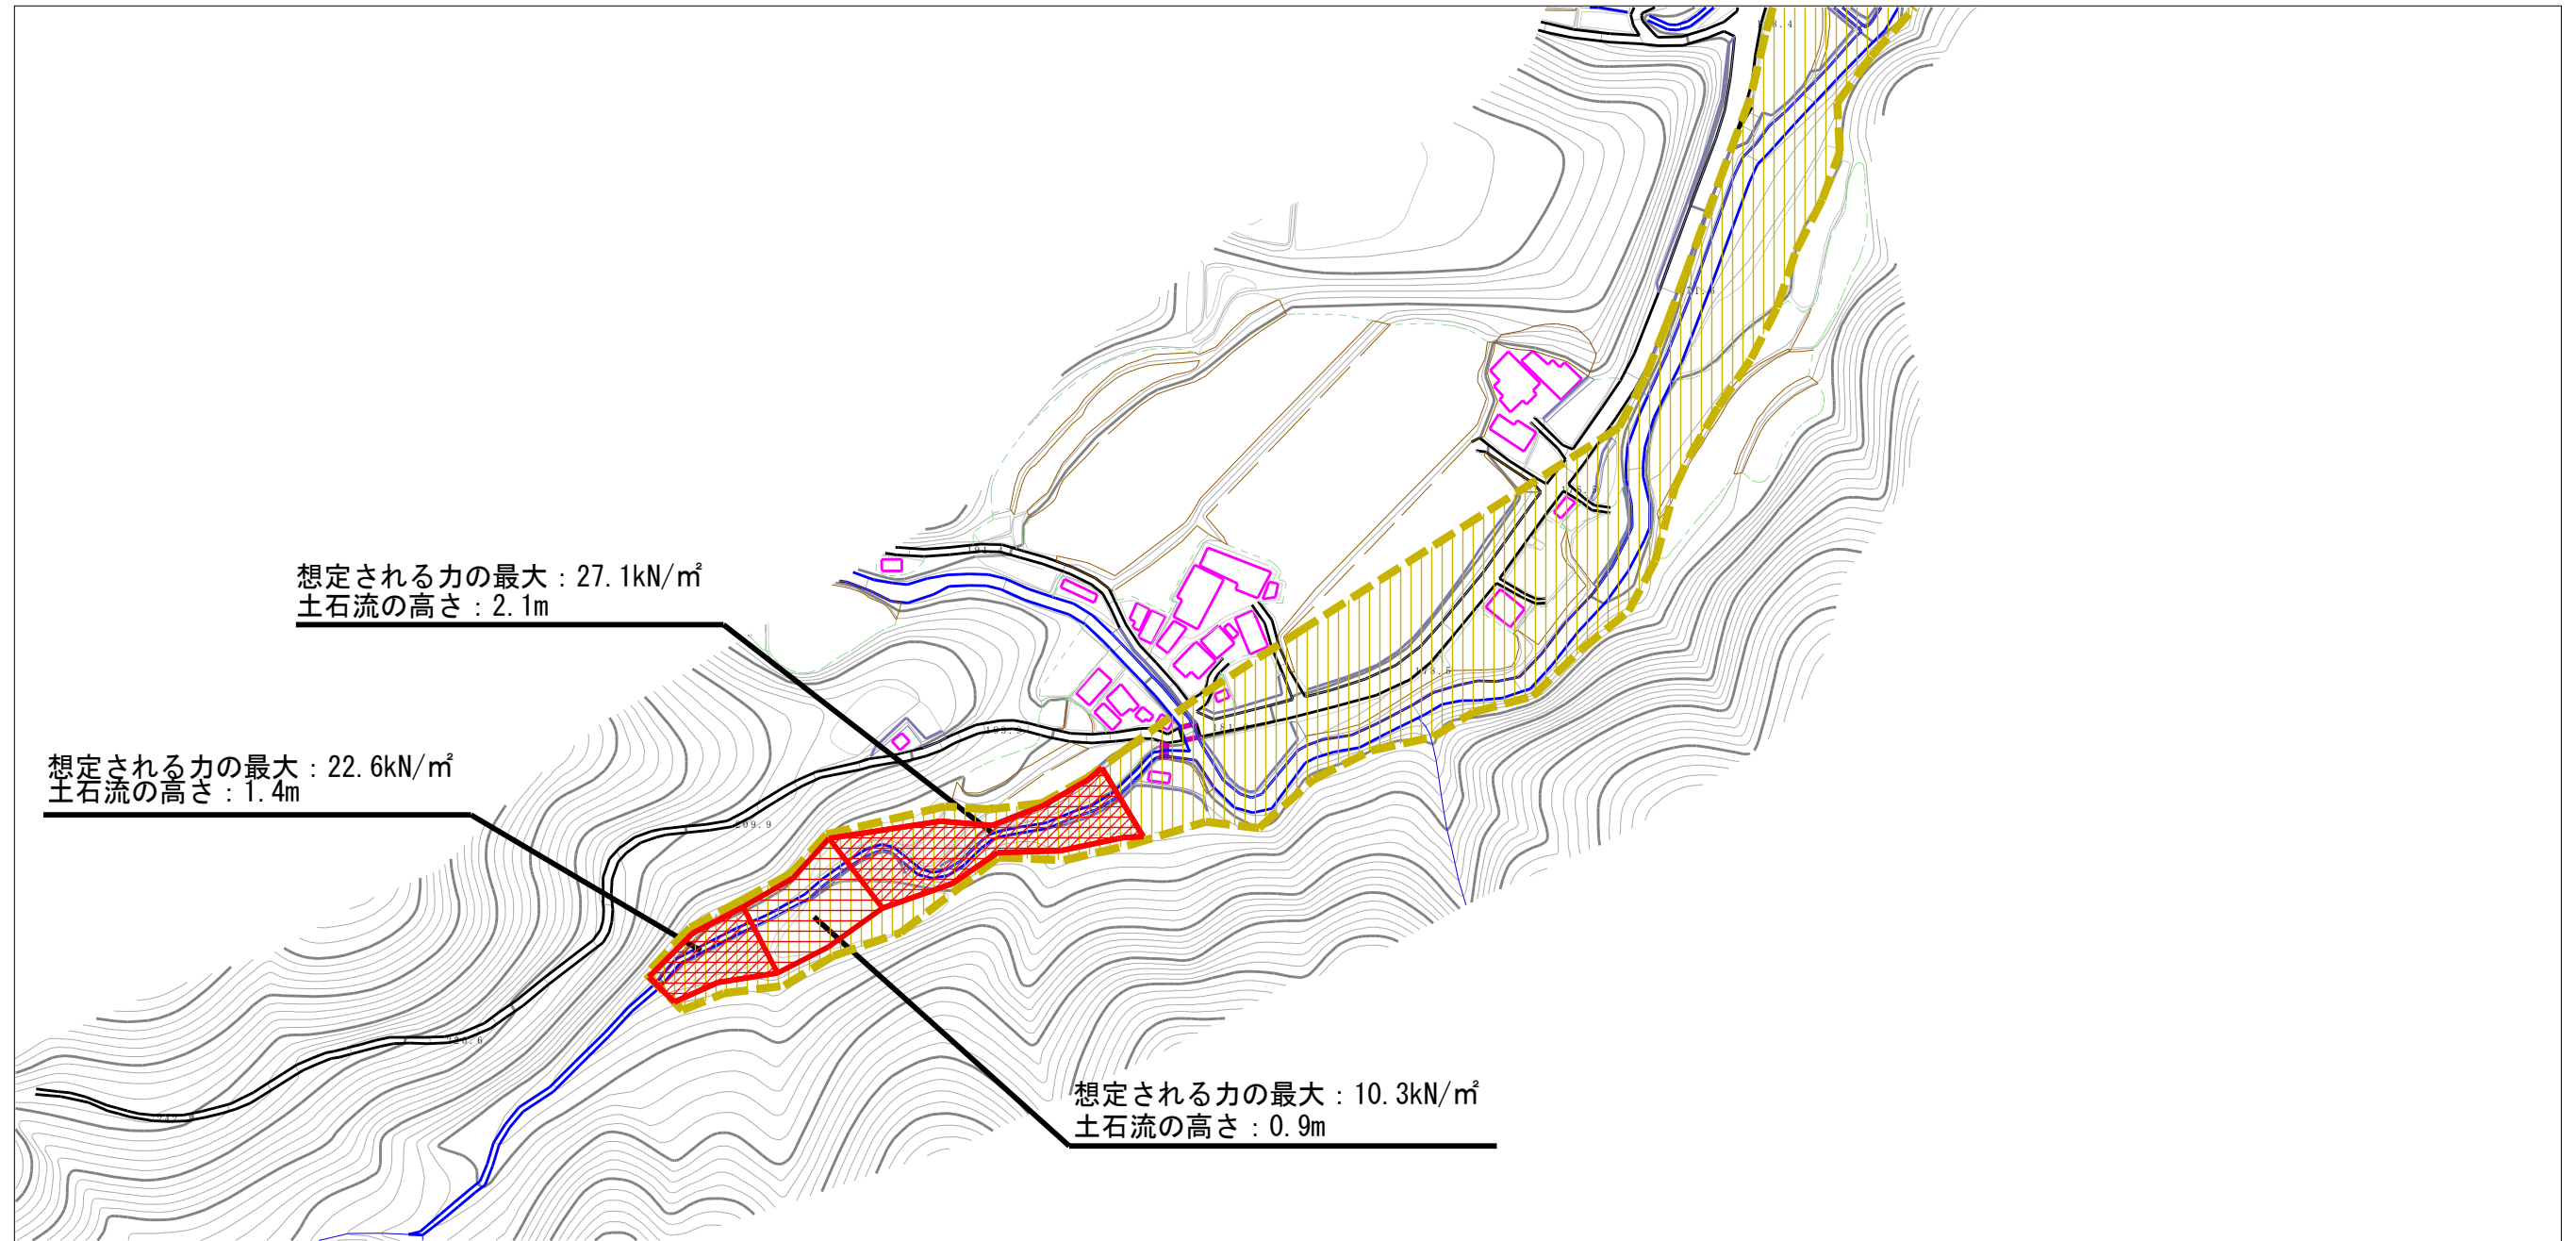 想定される力の最大：27.1kN/㎡
土石流の高さ：2.1m
想定される力の最大：22.6kN/㎡
土石流の高さ：1.4m
想定される力の最大：10.3kN/㎡
土石流の高さ：0.9m